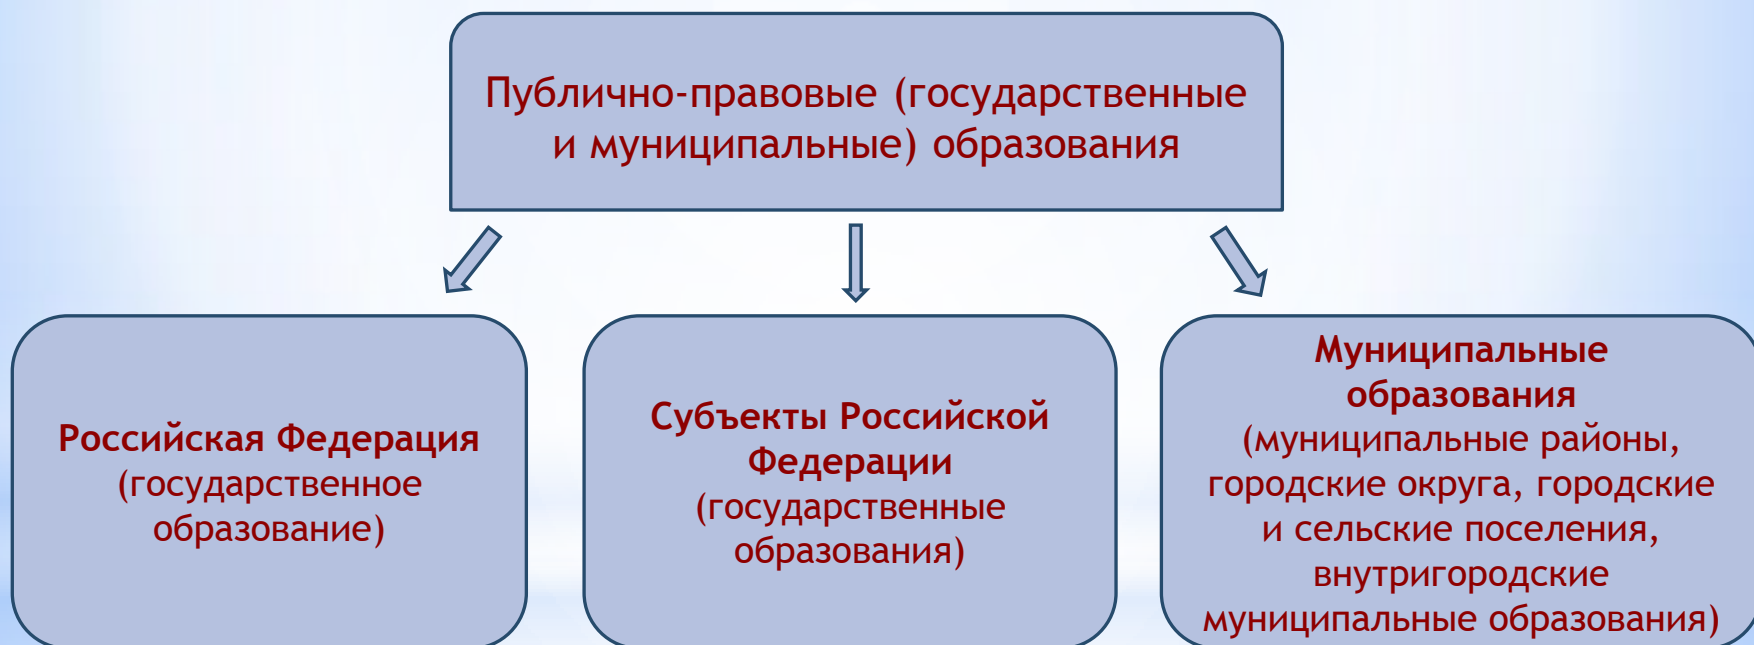 Публично-правовые (государственные
и муниципальные) образования
Российская Федерация
(государственное
образование)
Субъекты Российской
Федерации
(государственные
образования)
Муниципальные
образования
(муниципальные районы,
городские округа, городские
и сельские поселения,
внутригородские
муниципальные образования)